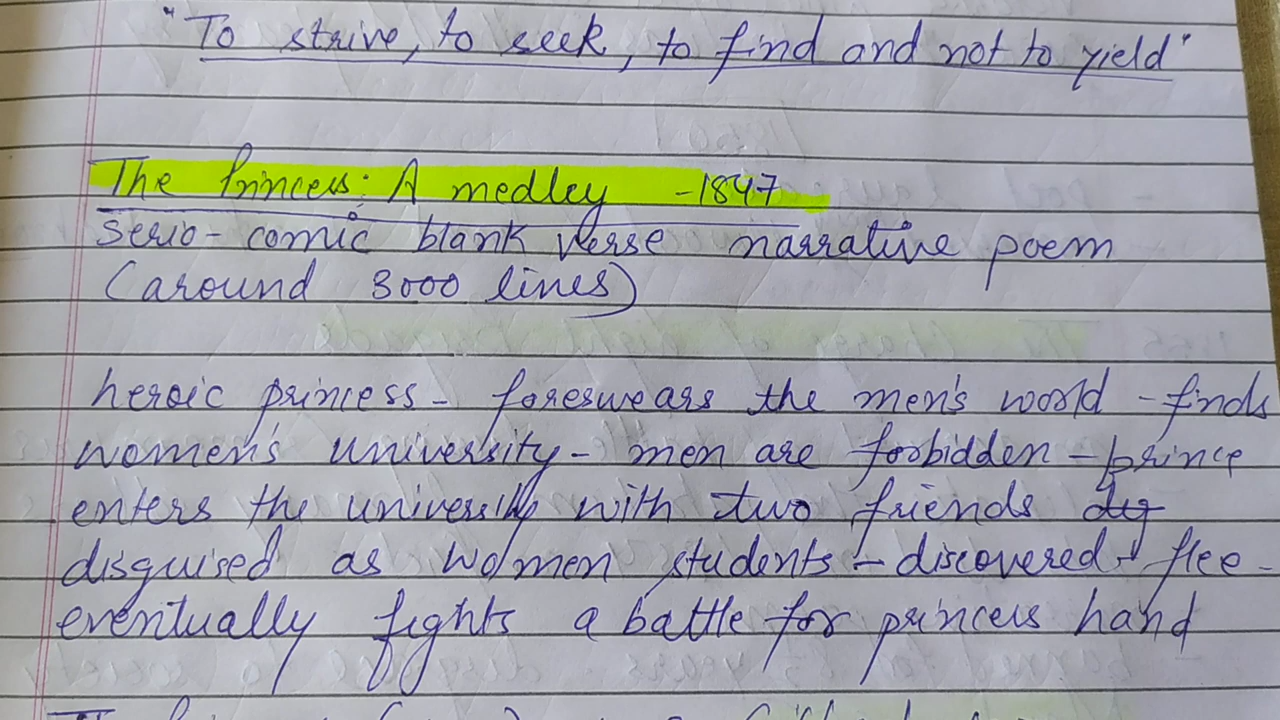 "To strive, to seek, to find and not to yield"
The Princess: A medley -1847
serio-comic blank verse narrative poem
(around 3000 lines)
heroic princess - foreswears the men's world - finds
women's university - men are forbidden - prince
enters the university with two friends
disguised as women students - discovered & flee -
eventually fights a battle for princess hand